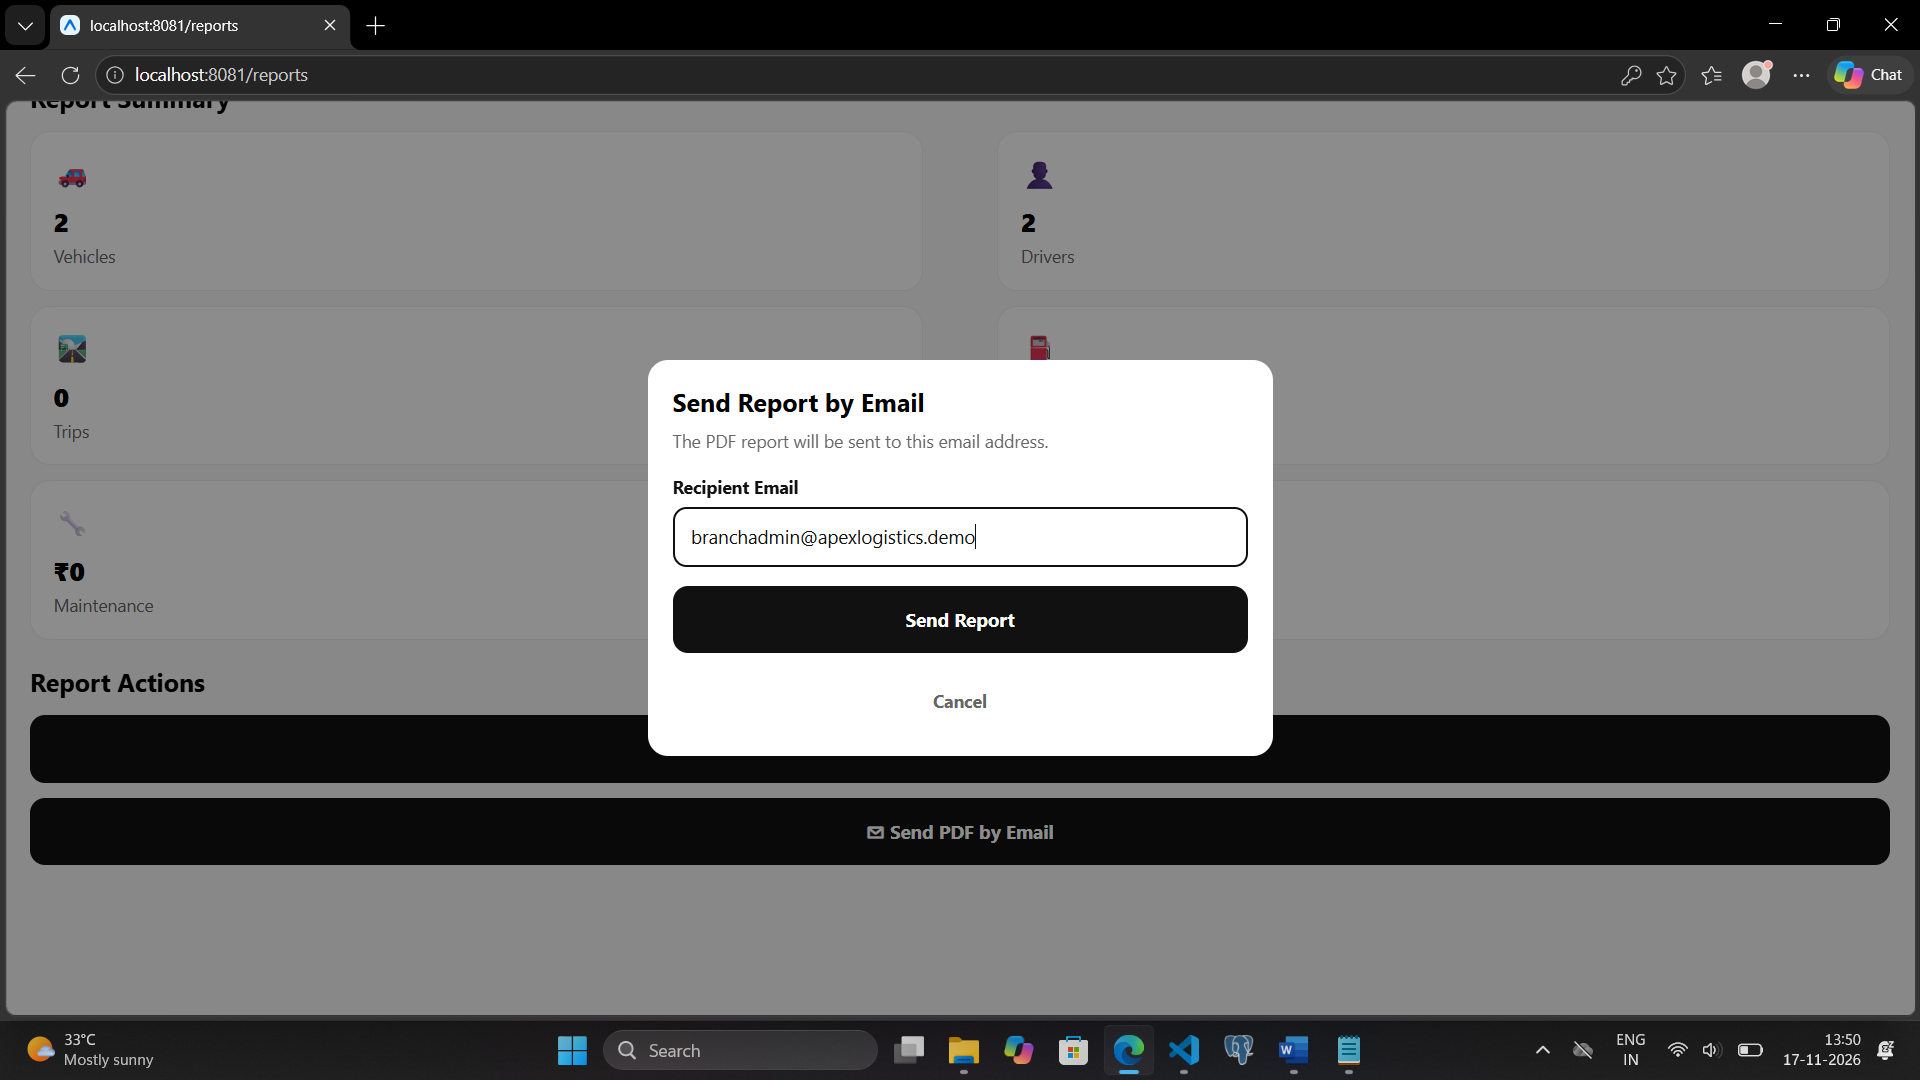 localhost:8081/reports
localhost:8081/reports
Chat
Report Summary
2
Vehicles
2
Drivers
0
Trips
₹0
Maintenance
Send Report by Email
The PDF report will be sent to this email address.
Recipient Email
branchadmin@apexlogistics.demo
Send Report
Cancel
Report Actions
Send PDF by Email
33°C
Mostly sunny
Search
ENG
IN
13:50
17-11-2026